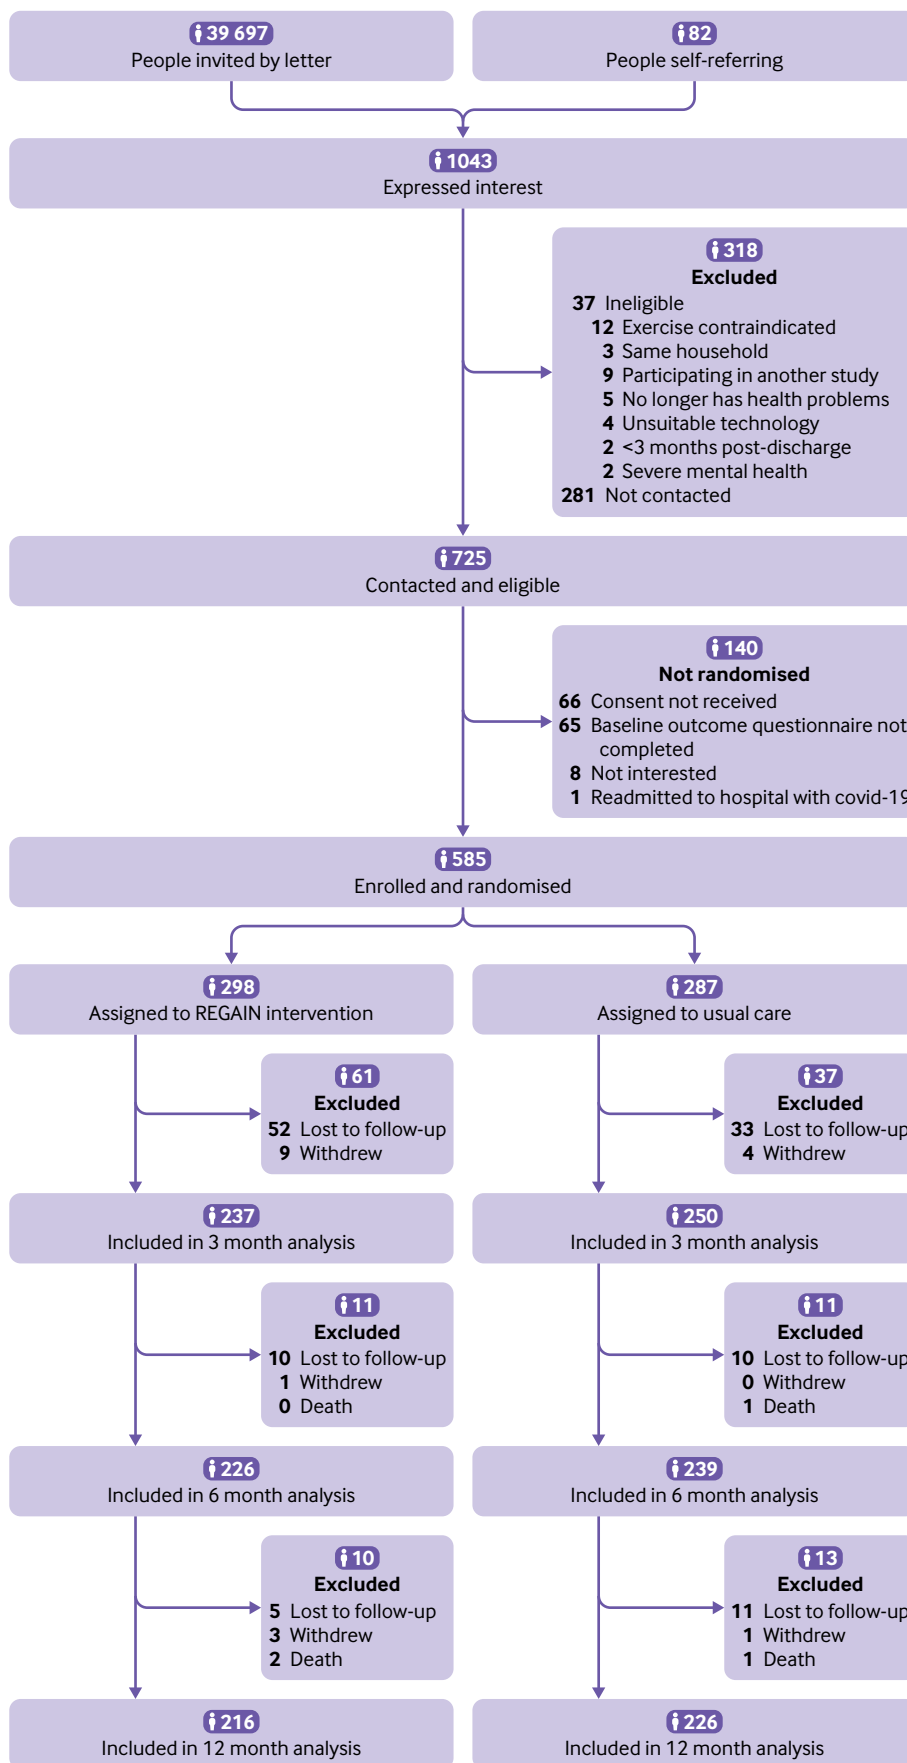 39 697
People invited by letter
82
People self-referring
1043
Expressed interest
318
Excluded
37 Ineligible
12 Exercise contraindicated
3 Same household
9 Participating in another study
5 No longer has health problems
4 Unsuitable technology
2 <3 months post-discharge
2 Severe mental health
281 Not contacted
725
Contacted and eligible
140
Not randomised
66 Consent not received
65 Baseline outcome questionnaire not
completed
8 Not interested
1 Readmitted to hospital with covid-19
585
Enrolled and randomised
298
Assigned to REGAIN intervention
287
Assigned to usual care
61
Excluded
52 Lost to follow-up
9 Withdrew
37
Excluded
33 Lost to follow-up
4 Withdrew
237
Included in 3 month analysis
250
Included in 3 month analysis
11
Excluded
10 Lost to follow-up
1 Withdrew
0 Death
11
Excluded
10 Lost to follow-up
0 Withdrew
1 Death
226
Included in 6 month analysis
239
Included in 6 month analysis
10
Excluded
5 Lost to follow-up
3 Withdrew
2 Death
13
Excluded
11 Lost to follow-up
1 Withdrew
1 Death
216
Included in 12 month analysis
226
Included in 12 month analysis